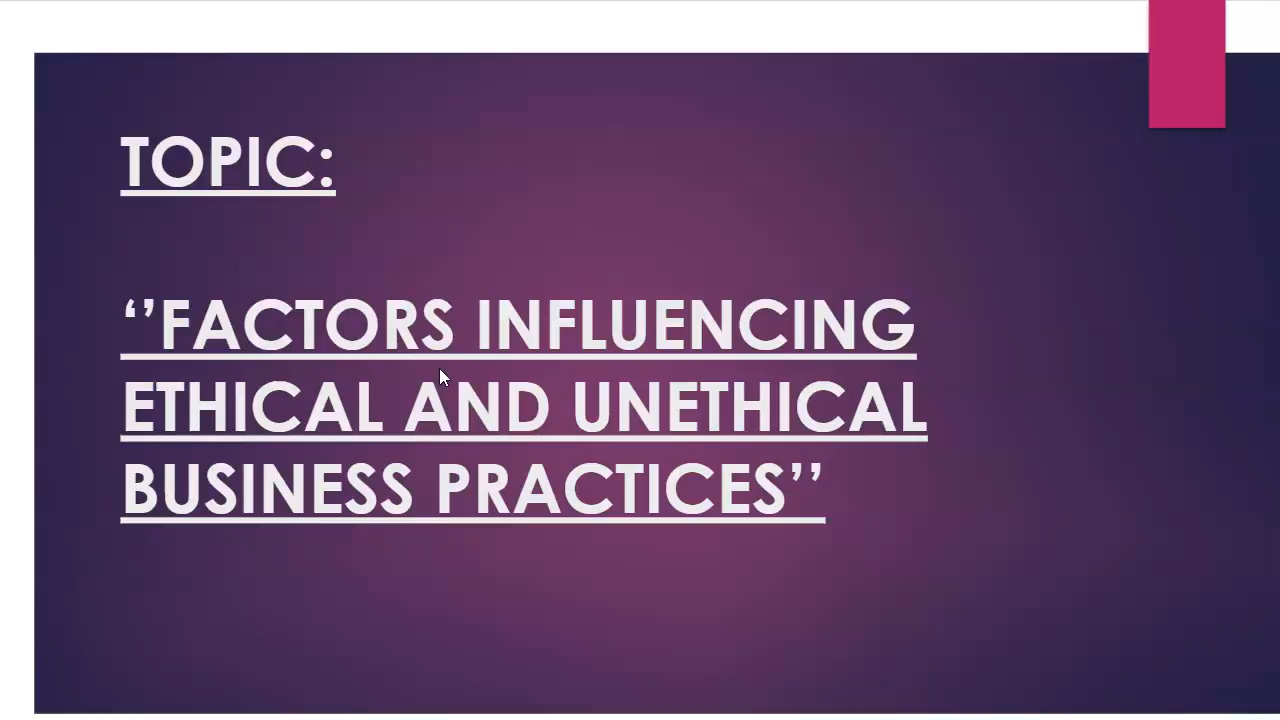 TOPIC:
‘’FACTORS INFLUENCING
ETHICAL AND UNETHICAL
BUSINESS PRACTICES’’